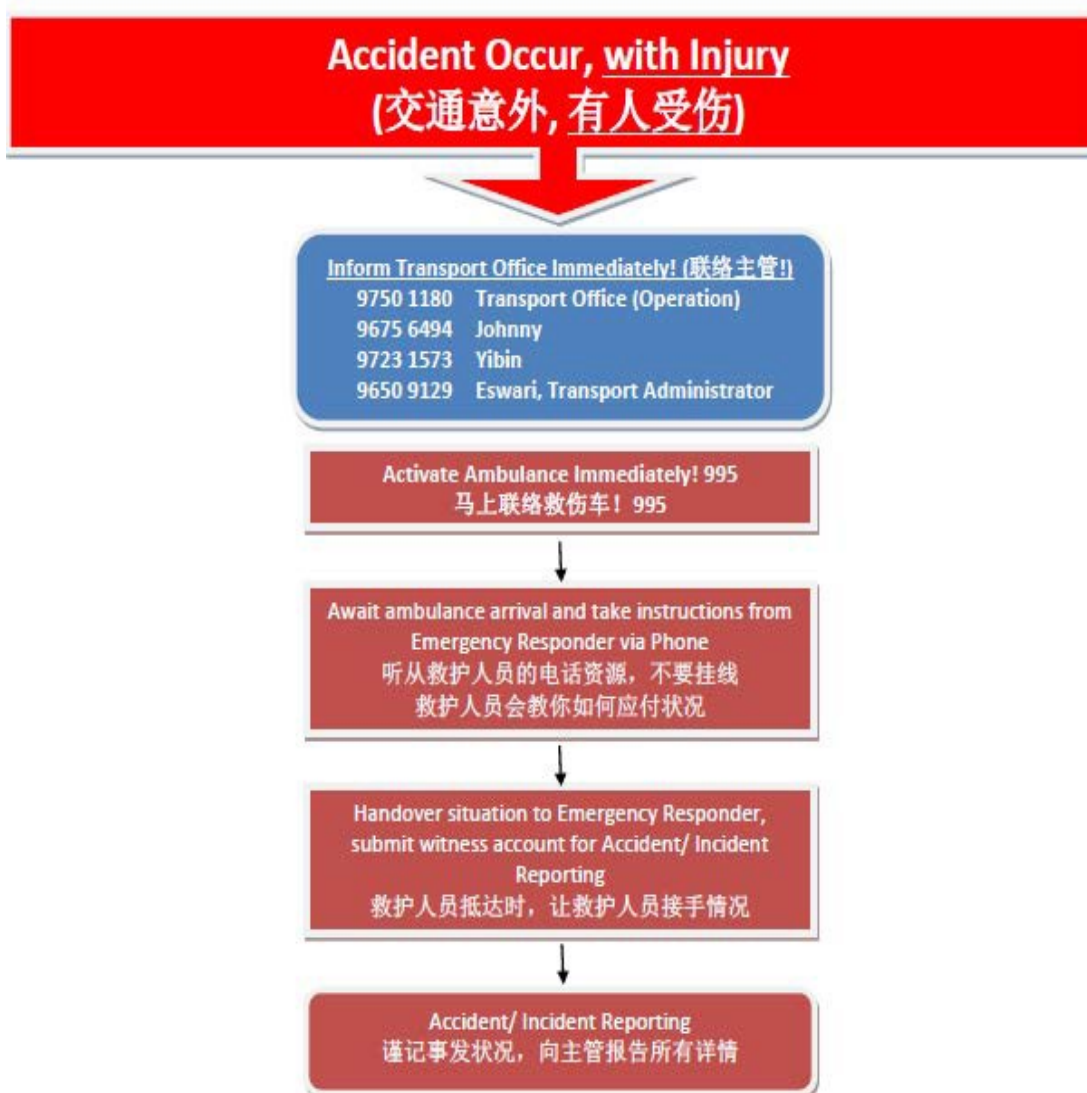 Accident Occur, with Injury
(交通意外, 有人受伤)
Inform Transport Office Immediately! (联络主管!)
9750 1180 Transport Office (Operation)
9675 6494 Johnny
9723 1573 Yibin
9650 9129 Eswari, Transport Administrator
Activate Ambulance Immediately! 995
马上联络救伤车！995
Await ambulance arrival and take instructions from
Emergency Responder via Phone
听从救护人员的电话资源，不要挂线
救护人员会教你如何应付状况
Handover situation to Emergency Responder,
submit witness account for Accident/ Incident
Reporting
救护人员抵达时，让救护人员接手情况
Accident/ Incident Reporting
谨记事发状况，向主管报告所有详情